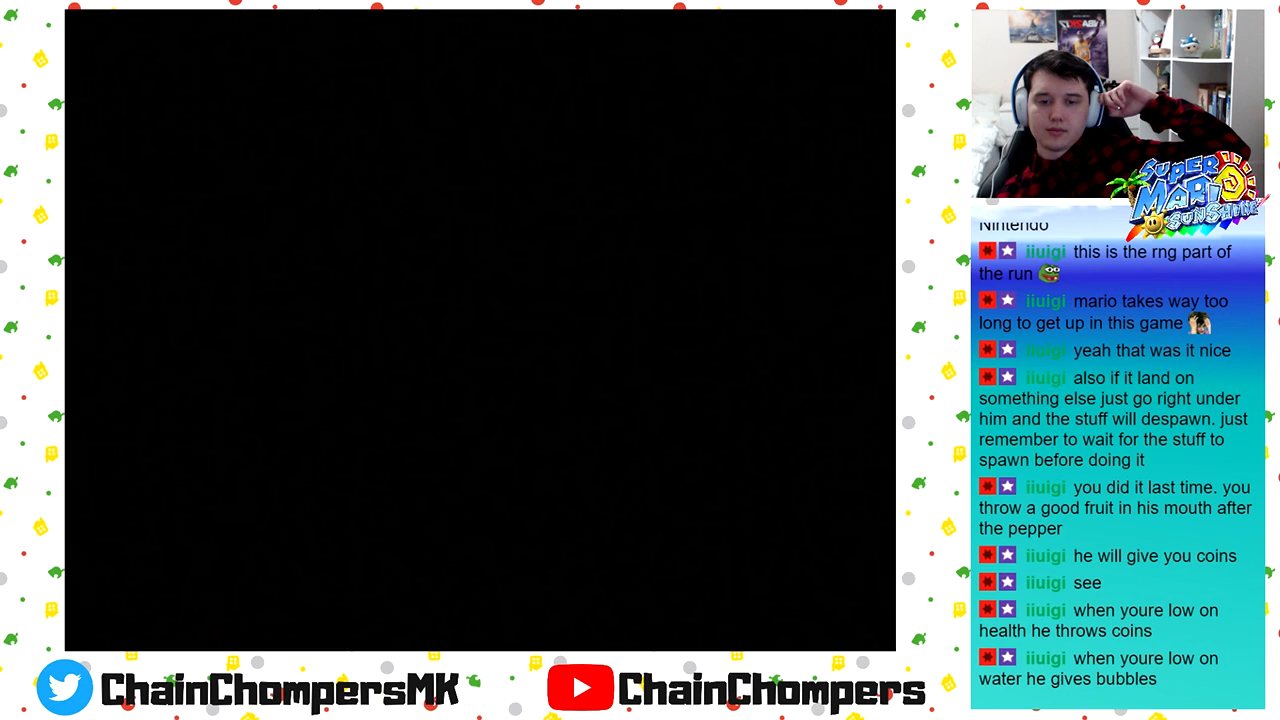 SUPER
MARIO
SUNSHINE
Nintendo
iiuigi this is the rng part of
the run
iiuigi mario takes way too
long to get up in this game
iiuigi yeah that was it nice
iiuigi also if it land on
something else just go right under
him and the stuff will despawn. just
remember to wait for the stuff to
spawn before doing it
iiuigi you did it last time. you
throw a good fruit in his mouth after
the pepper
iiuigi he will give you coins
iiuigi see
iiuigi when youre low on
health he throws coins
iiuigi when youre low on
water he gives bubbles
ChainChompersMK
ChainChompers